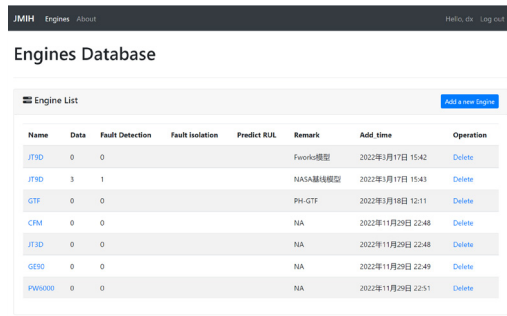 JMIH Engines About Hello, dx Log out
Engines Database
Engine List Add a new Engine
Name Data Fault Detection Fault isolation Predict RUL Remark Add_time Operation
JT9D 0 0 Fworks模型 2022年3月17日 15:42 Delete
JT9D 3 1 NASA基线模型 2022年3月17日 15:43 Delete
GTF 0 0 PH-GTF 2022年3月18日 12:11 Delete
CFM 0 0 NA 2022年11月29日 22:48 Delete
JT3D 0 0 NA 2022年11月29日 22:48 Delete
GE90 0 0 NA 2022年11月29日 22:49 Delete
PW6000 0 0 NA 2022年11月29日 22:51 Delete